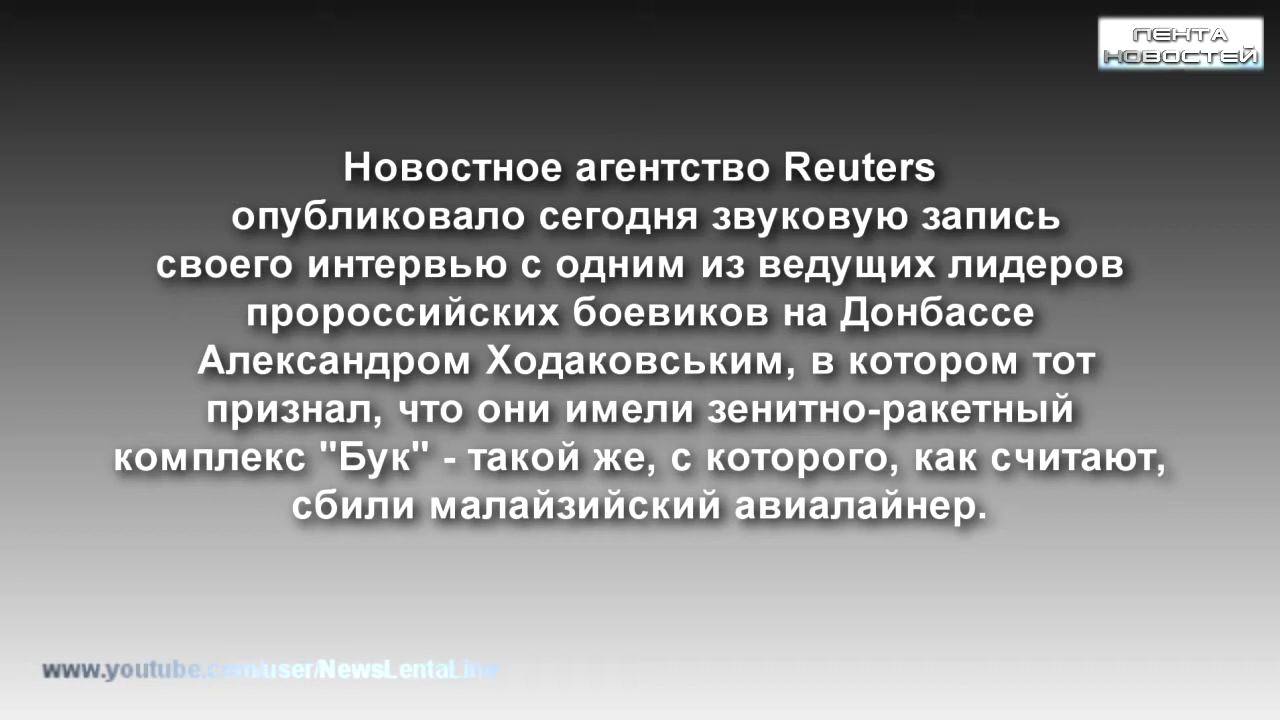 ЛЕНТА
НОВОСТЕЙ
Новостное агентство Reuters
опубликовало сегодня звуковую запись
своего интервью с одним из ведущих лидеров
пророссийских боевиков на Донбассе
Александром Ходаковським, в котором тот
признал, что они имели зенитно-ракетный
комплекс "Бук" - такой же, с которого, как считают,
сбили малайзийский авиалайнер.
www.youtube.com/user/NewsLentaLine